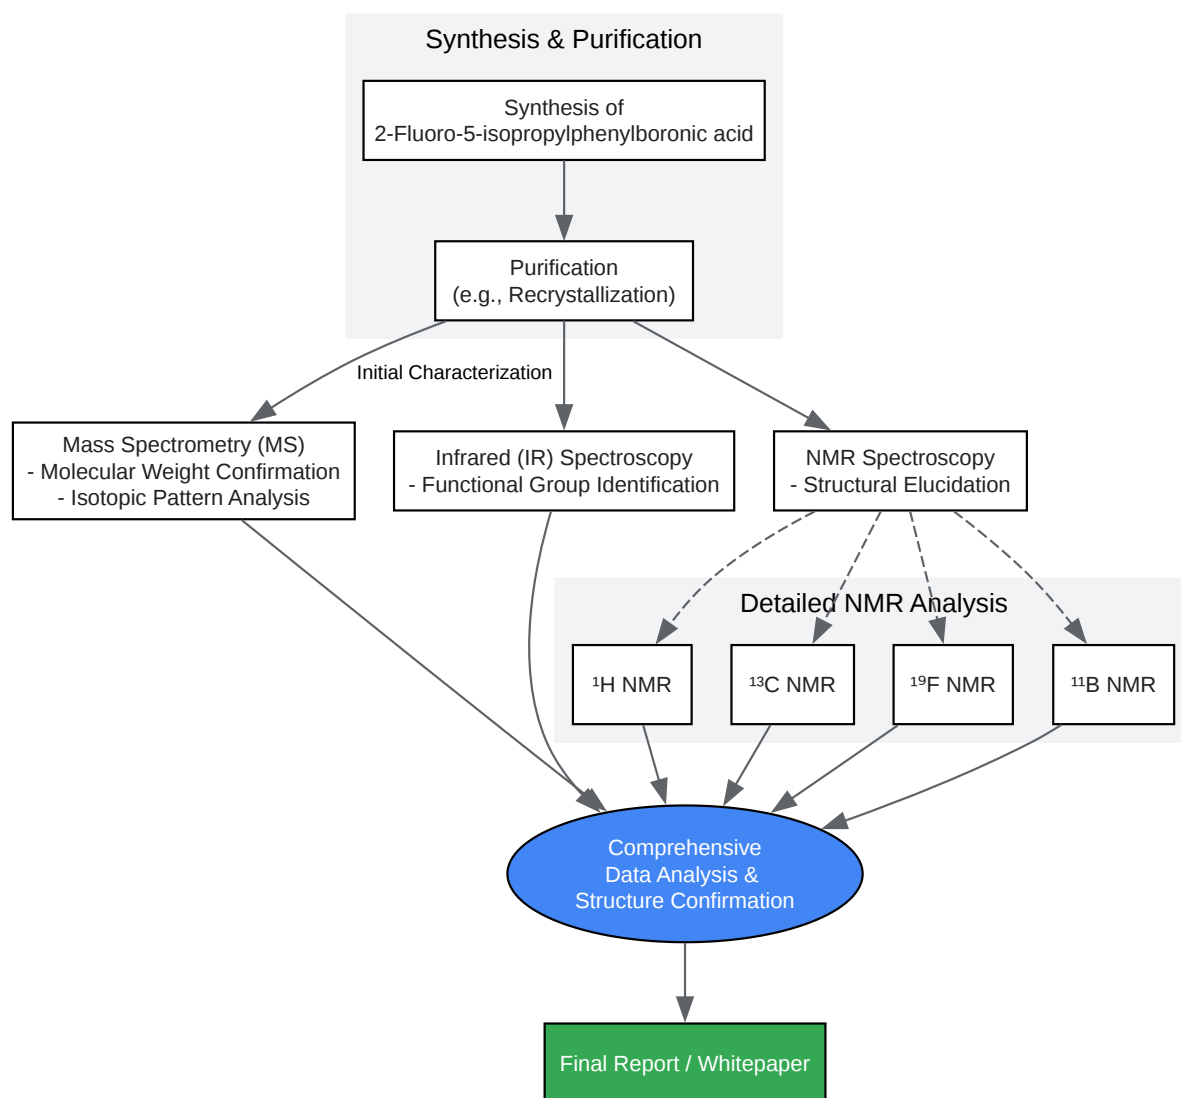 Synthesis & Purification
Synthesis of
2-Fluoro-5-isopropylphenylboronic acid
Purification
(e.g., Recrystallization)
Initial Characterization
Mass Spectrometry (MS)
- Molecular Weight Confirmation
- Isotopic Pattern Analysis
Infrared (IR) Spectroscopy
- Functional Group Identification
NMR Spectroscopy
- Structural Elucidation
Detailed NMR Analysis
¹H NMR
¹³C NMR
¹⁹F NMR
¹¹B NMR
Comprehensive
Data Analysis &
Structure Confirmation
Final Report / Whitepaper